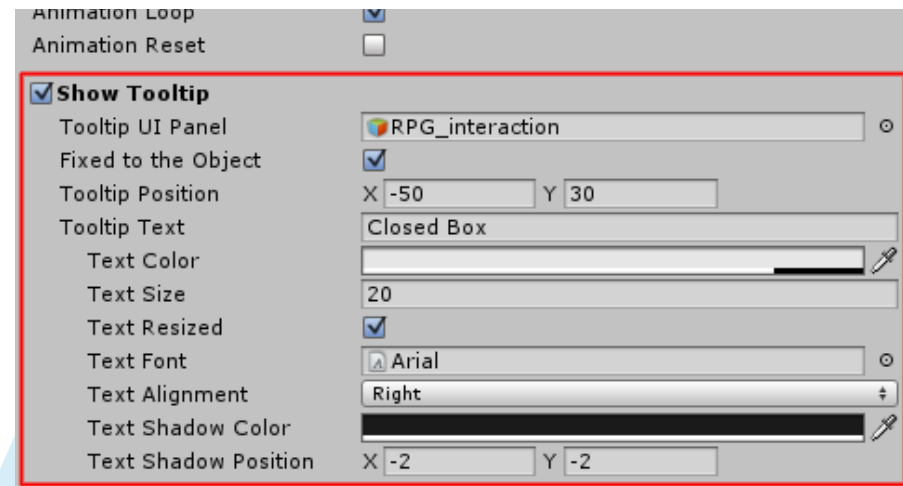 Animation Loop
Animation Reset
Show Tooltip
Tooltip UI Panel RPG_interaction
Fixed to the Object
Tooltip Position X -50 Y 30
Tooltip Text Closed Box
Text Color
Text Size 20
Text Resized
Text Font Arial
Text Alignment Right
Text Shadow Color
Text Shadow Position X -2 Y -2